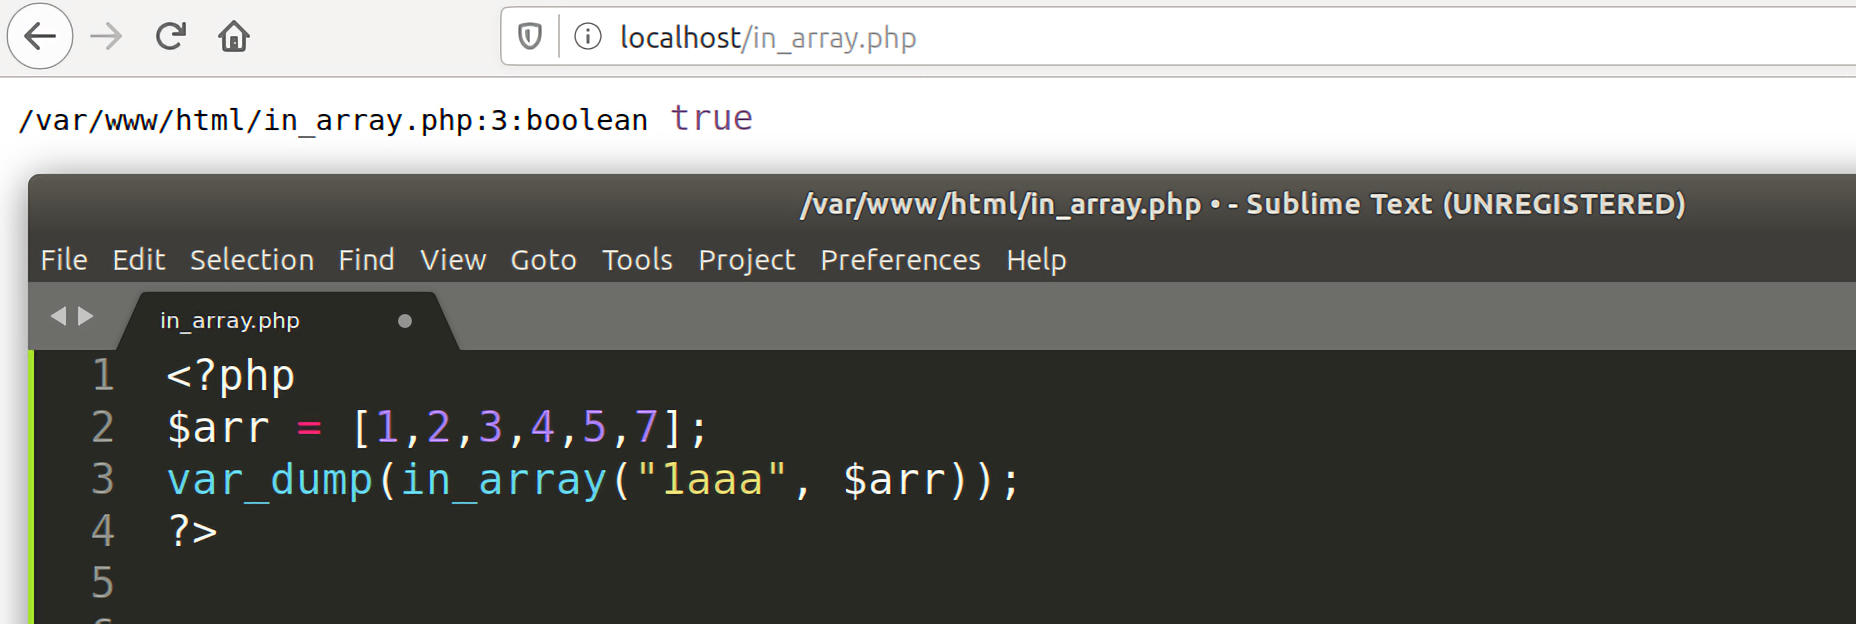 localhost/in_array.php
/var/www/html/in_array.php:3:boolean true
/var/www/html/in_array.php • - Sublime Text (UNREGISTERED)
File Edit Selection Find View Goto Tools Project Preferences Help
in_array.php
1 <?php
2 $arr = [1,2,3,4,5,7];
3 var_dump(in_array("1aaa", $arr));
4 ?>
5